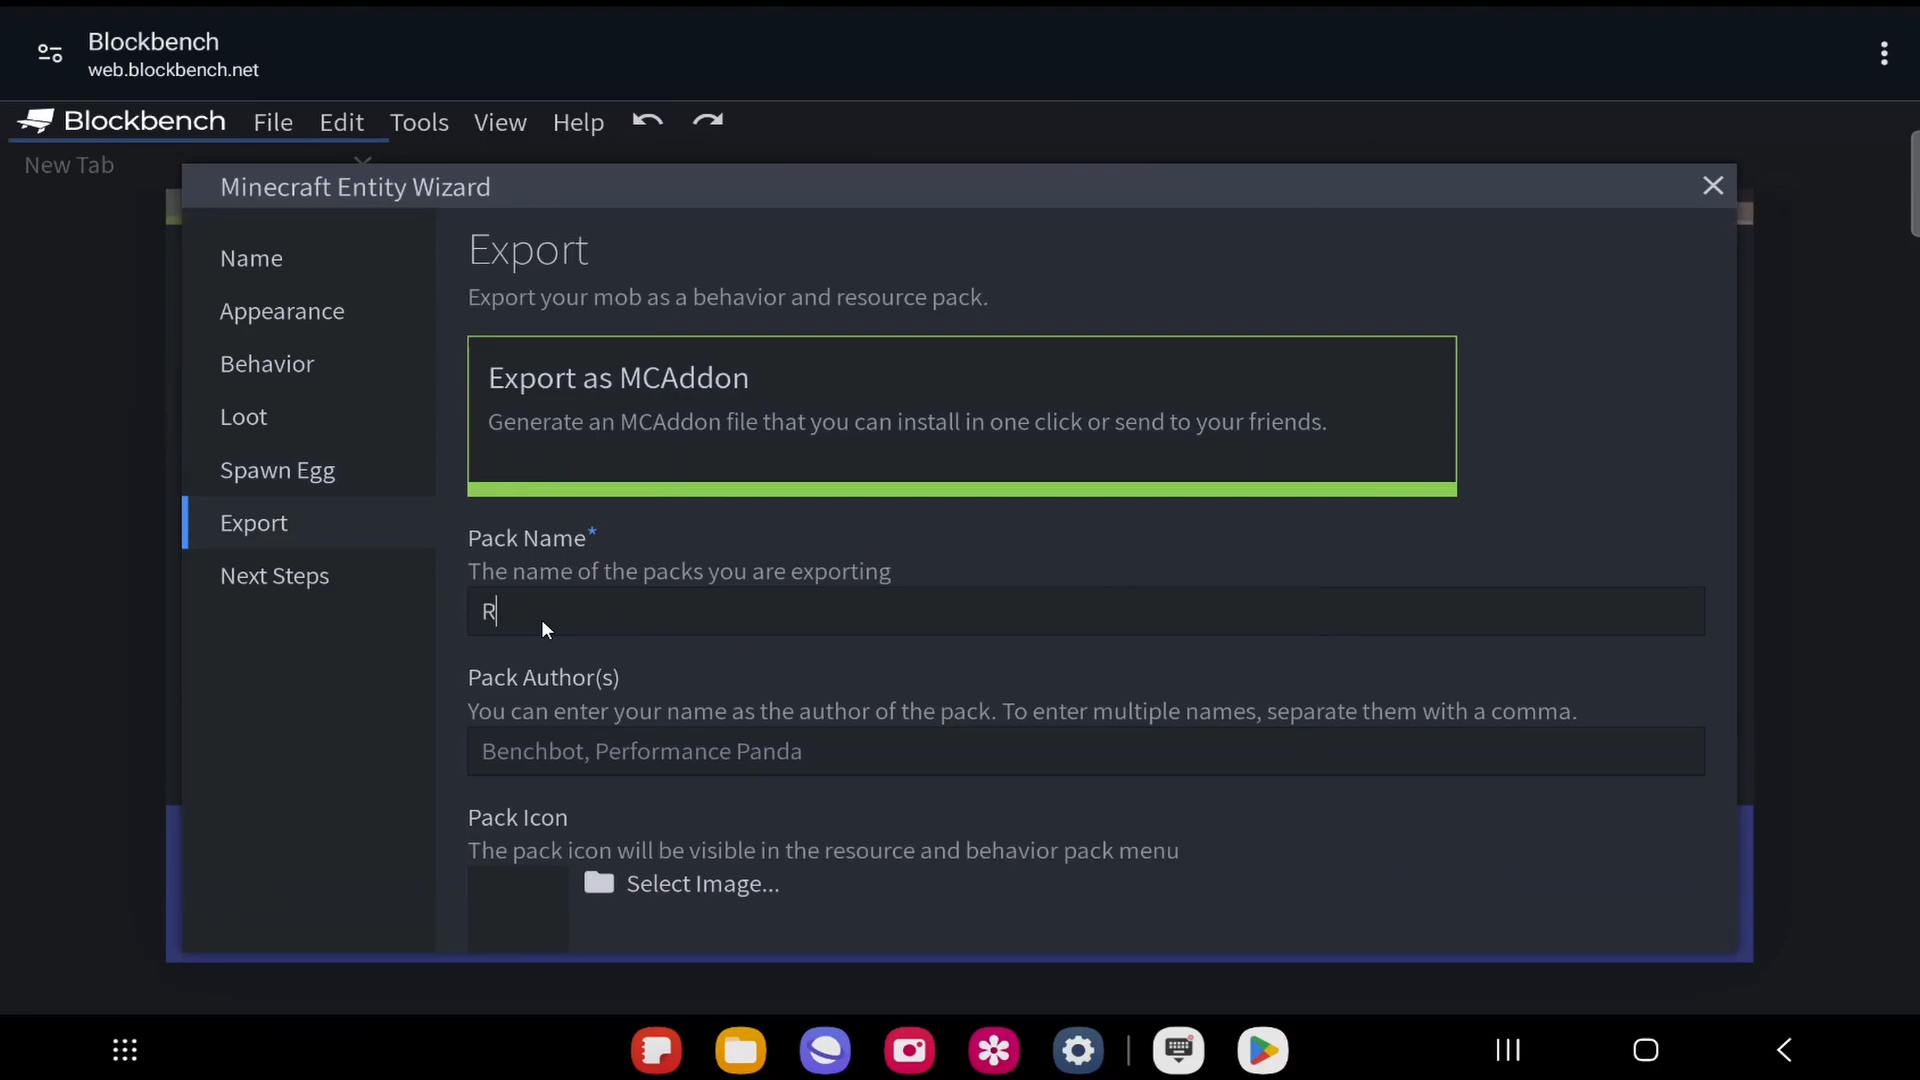 Blockbench
web.blockbench.net
Blockbench File Edit Tools View Help
New Tab
Minecraft Entity Wizard
Name
Appearance
Behavior
Loot
Spawn Egg
Export
Next Steps
Export
Export your mob as a behavior and resource pack.
Export as MCAddon
Generate an MCAddon file that you can install in one click or send to your friends.
Pack Name*
The name of the packs you are exporting
R
Pack Author(s)
You can enter your name as the author of the pack. To enter multiple names, separate them with a comma.
Benchbot, Performance Panda
Pack Icon
The pack icon will be visible in the resource and behavior pack menu
Select Image...